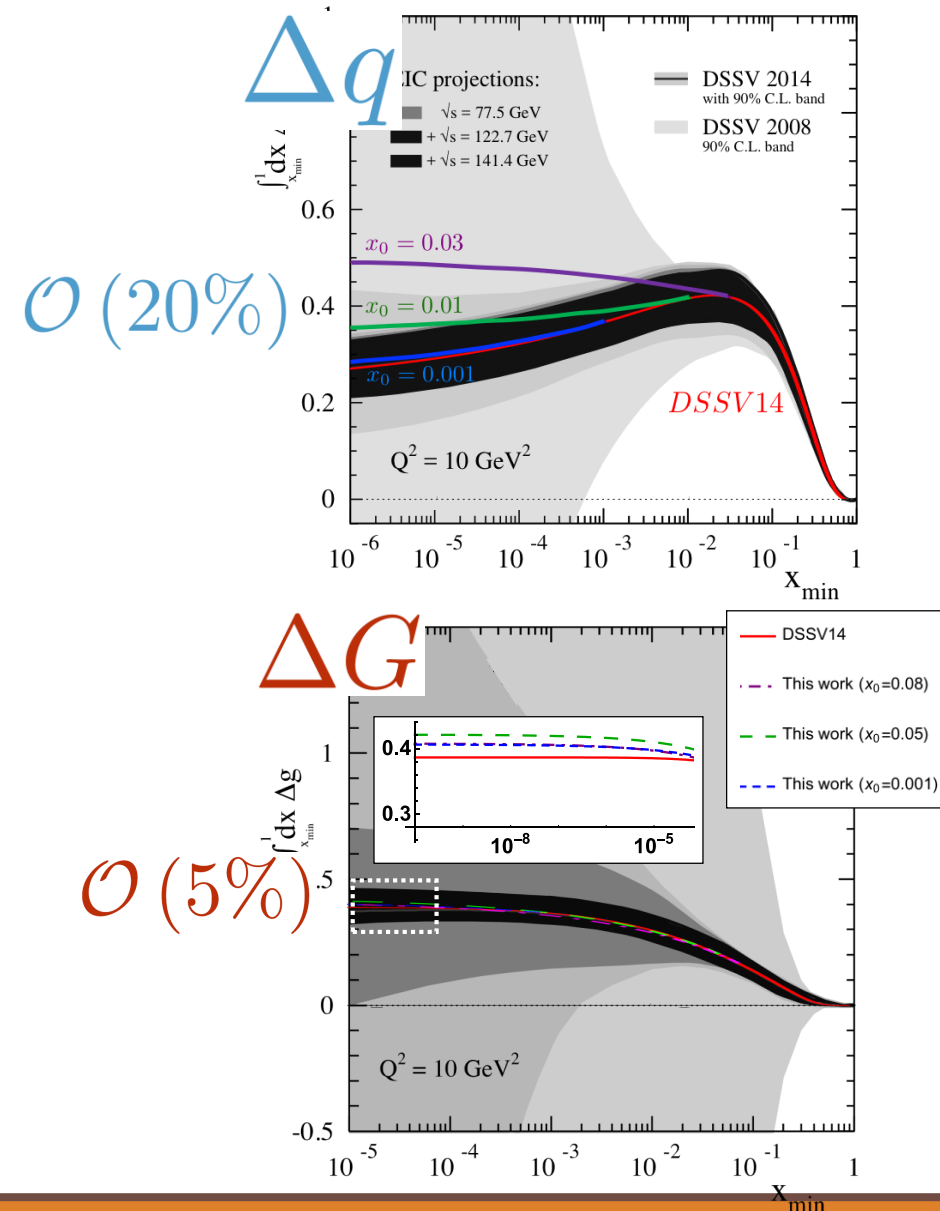 Δq
EIC projections:
√s = 77.5 GeV
+ √s = 122.7 GeV
+ √s = 141.4 GeV
DSSV 2014
with 90% C.L. band
DSSV 2008
90% C.L. band
∫¹xmin dx
0.6
0.4
0.2
0
x₀ = 0.03
x₀ = 0.01
x₀ = 0.001
O (20%)
DSSV14
Q² = 10 GeV²
10⁻⁶ 10⁻⁵ 10⁻⁴ 10⁻³ 10⁻² 10⁻¹ 1
xmin
ΔG
DSSV14
This work (x₀=0.08)
This work (x₀=0.05)
This work (x₀=0.001)
1
0.4
0.3
10⁻⁸ 10⁻⁵
∫¹xmin dx Δg
O (5%)
.5
0
Q² = 10 GeV²
-0.5
10⁻⁵ 10⁻⁴ 10⁻³ 10⁻² 10⁻¹ 1
xmin